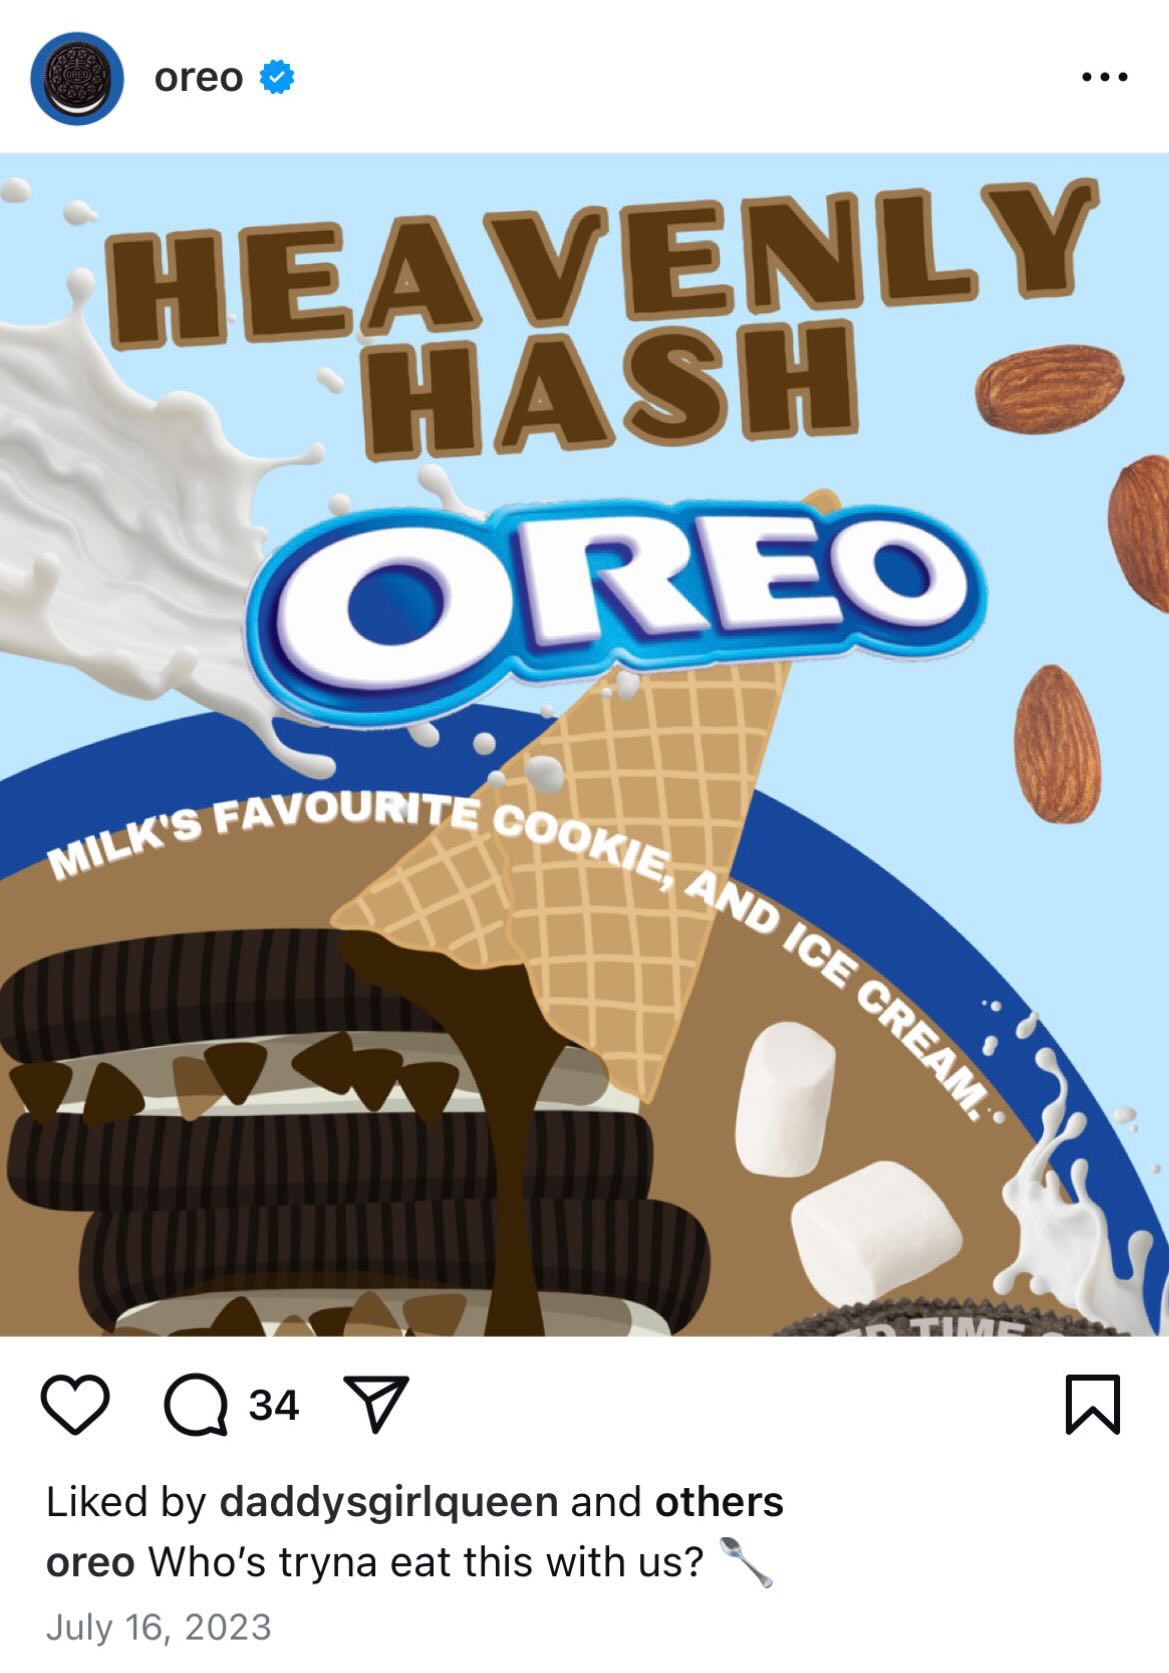 oreo
HEAVENLY
HASH
OREO
MILK'S FAVOURITE COOKIE, AND ICE CREAM.
TIME
34
Liked by daddysgirlqueen and others
oreo Who's tryna eat this with us? 🥄
July 16, 2023